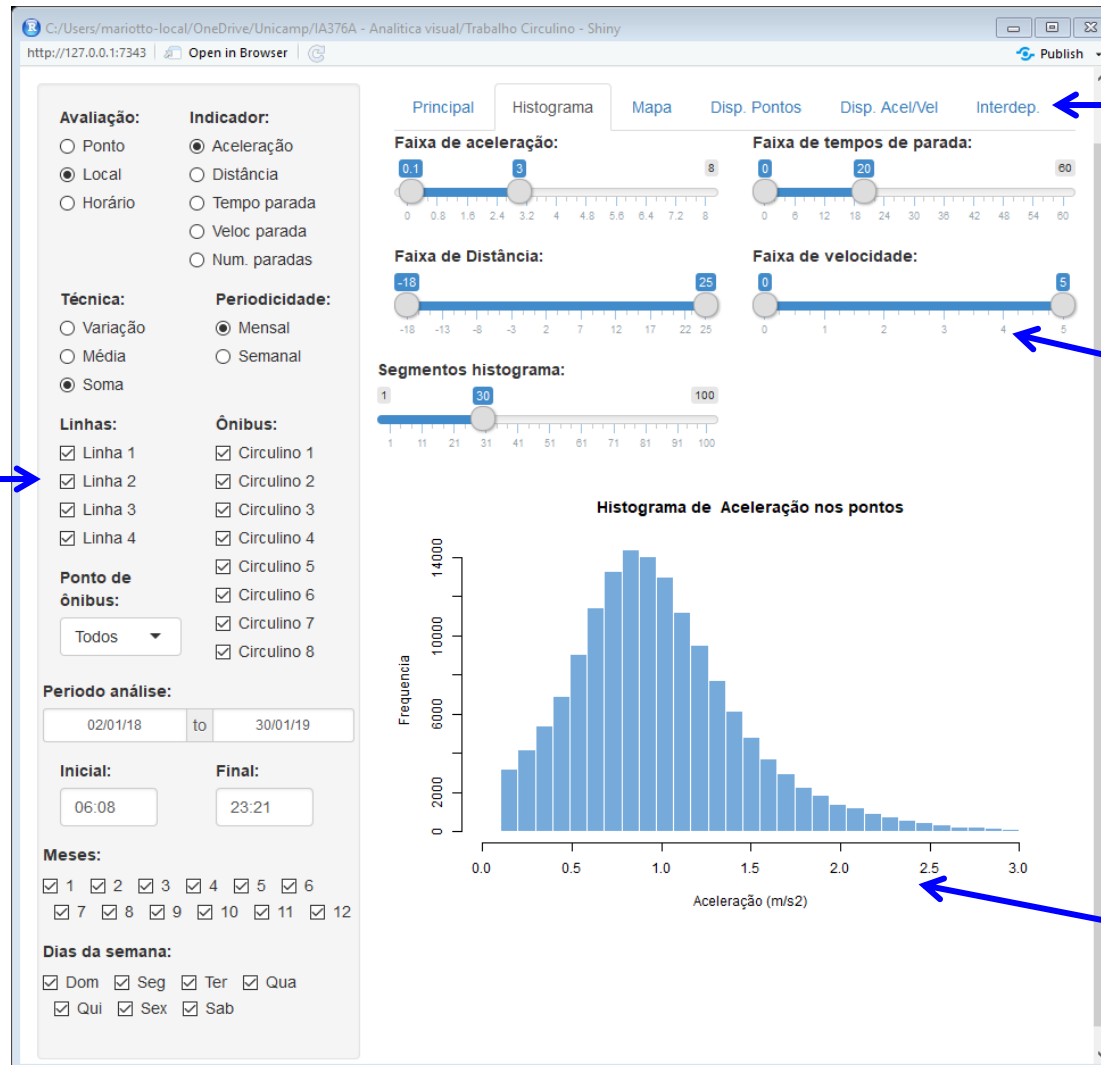 C:/Users/mariotto-local/OneDrive/Unicamp/IA376A - Analitica visual/Trabalho Circulino - Shiny
http://127.0.0.1:7343 Open in Browser Publish
Principal Histograma Mapa Disp. Pontos Disp. Acel/Vel Interdep.
Avaliação: Indicador:
Ponto Aceleração
Local Distância
Horário Tempo parada
Veloc parada
Num. paradas
Técnica: Periodicidade:
Variação Mensal
Média Semanal
Soma
Linhas: Ônibus:
Linha 1 Circulino 1
Linha 2 Circulino 2
Linha 3 Circulino 3
Linha 4 Circulino 4
Circulino 5
Ponto de
ônibus:
Circulino 6
Todos Circulino 7
Circulino 8
Periodo análise:
02/01/18 to 30/01/19
Inicial: Final:
06:08 23:21
Meses:
1 2 3 4 5 6
7 8 9 10 11 12
Dias da semana:
Dom Seg Ter Qua
Qui Sex Sab
Faixa de aceleração: Faixa de tempos de parada:
0.1 3 8 0 20 60
0 0.8 1.6 2.4 3.2 4 4.8 5.6 6.4 7.2 8 0 6 12 18 24 30 36 42 48 54 60
Faixa de Distância: Faixa de velocidade:
-18 25 0 5
-18 -13 -8 -3 2 7 12 17 22 25 0 1 2 3 4 5
Segmentos histograma:
1 30 100
1 11 21 31 41 51 61 71 81 91 100
Histograma de Aceleração nos pontos
Frequencia
14000
10000
6000
2000
0
0.0 0.5 1.0 1.5 2.0 2.5 3.0
Aceleração (m/s2)